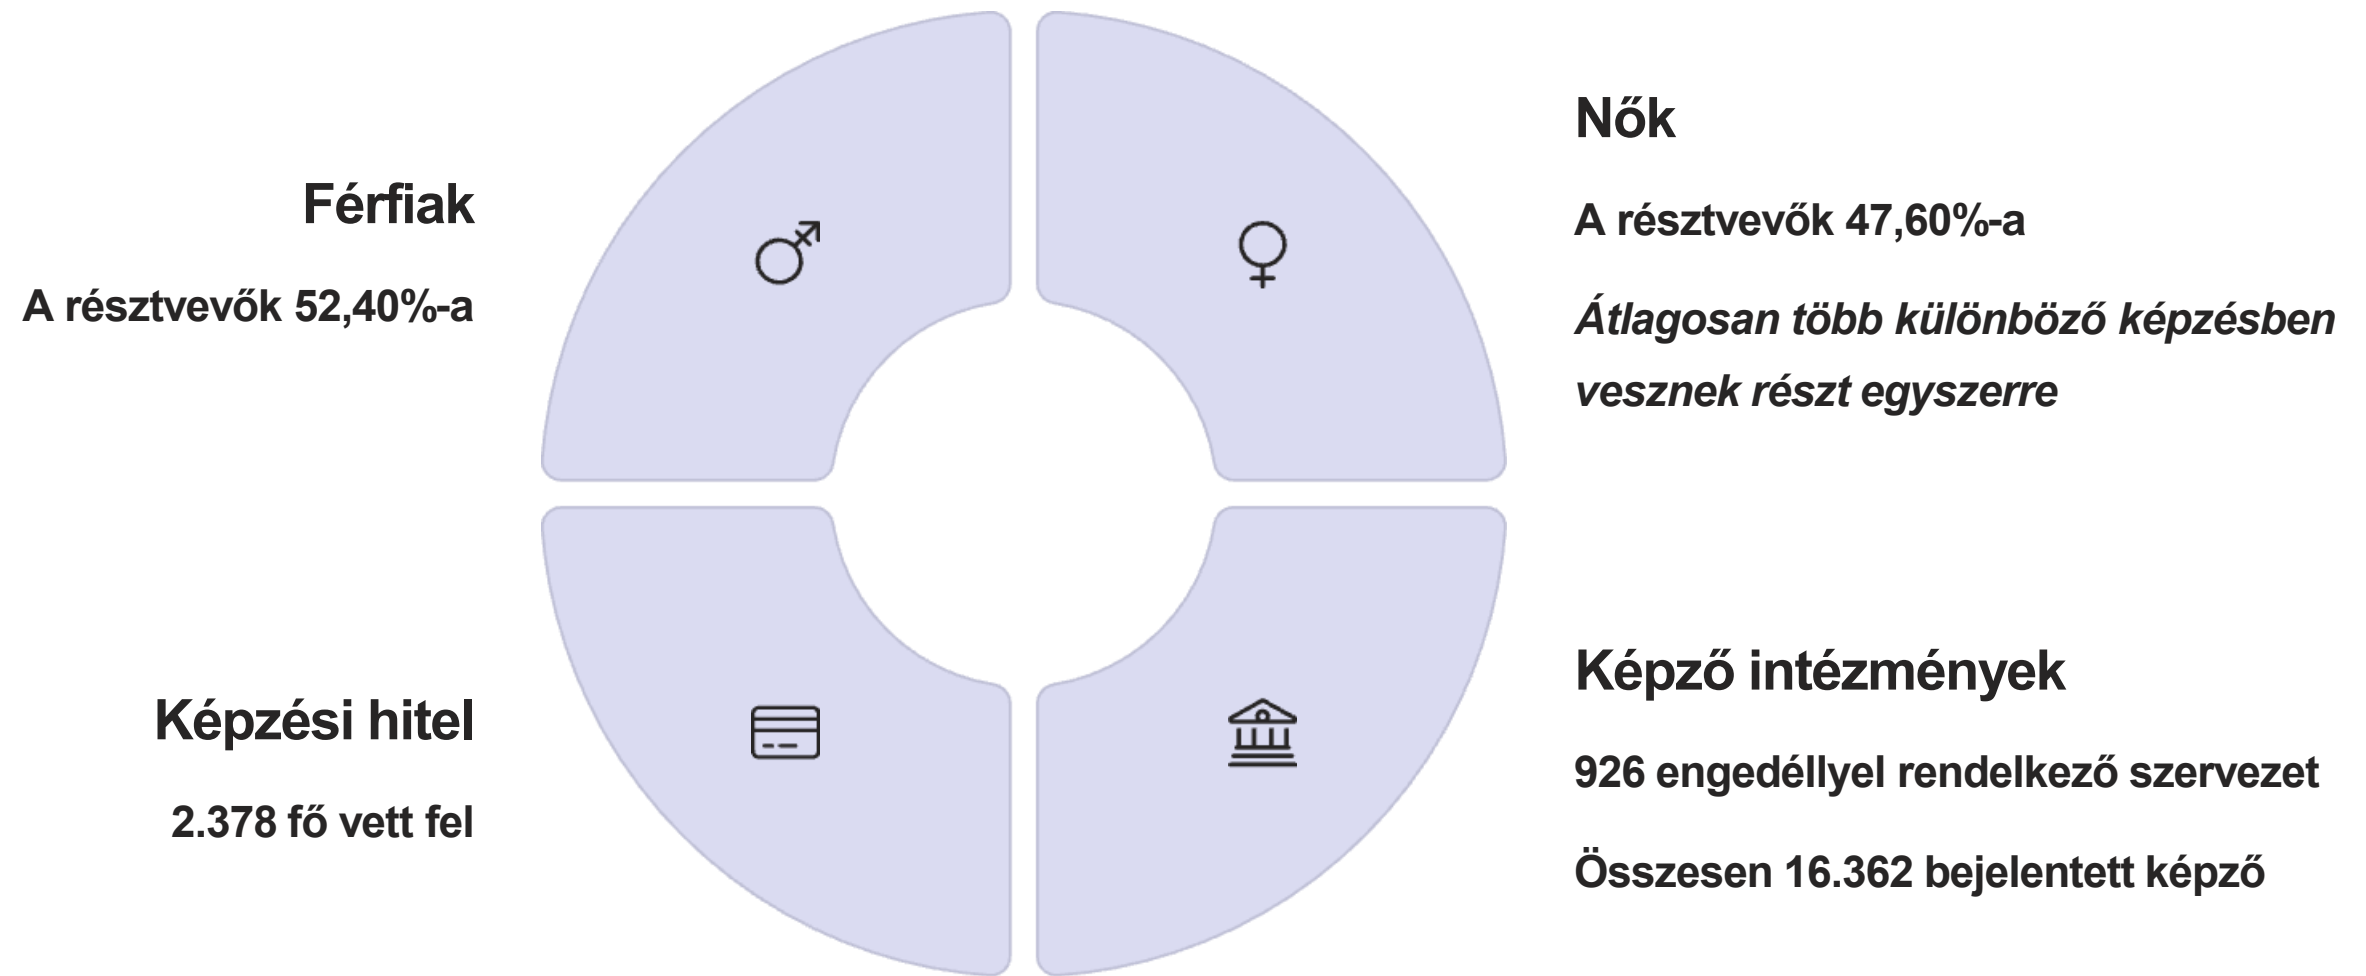 Férfiak
A résztvevők 52,40%-a
Nők
A résztvevők 47,60%-a
Átlagosan több különböző képzésben
vesznek részt egyszerre
Képzési hitel
2.378 fő vett fel
Képző intézmények
926 engedéllyel rendelkező szervezet
Összesen 16.362 bejelentett képző